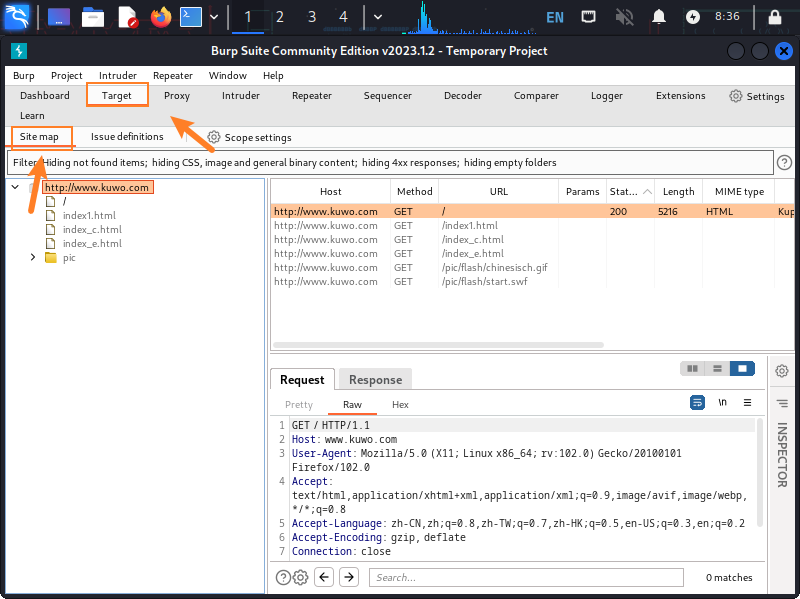 1 2 3 4 EN 8:36
Burp Suite Community Edition v2023.1.2 - Temporary Project
Burp Project Intruder Repeater Window Help
Dashboard Target Proxy Intruder Repeater Sequencer Decoder Comparer Logger Extensions Settings
Learn
Site map Issue definitions Scope settings
Filter: Hiding not found items; hiding CSS, image and general binary content; hiding 4xx responses; hiding empty folders
http://www.kuwo.com
/
index1.html
index_c.html
index_e.html
pic
Host Method URL Params Stat... Length MIME type
http://www.kuwo.com GET / 200 5216 HTML Kup
http://www.kuwo.com GET /index1.html
http://www.kuwo.com GET /index_c.html
http://www.kuwo.com GET /index_e.html
http://www.kuwo.com GET /pic/flash/chinesisch.gif
http://www.kuwo.com GET /pic/flash/start.swf
Request Response
Pretty Raw Hex \n
1 GET / HTTP/1.1
2 Host: www.kuwo.com
3 User-Agent: Mozilla/5.0 (X11; Linux x86_64; rv:102.0) Gecko/20100101
Firefox/102.0
4 Accept:
text/html,application/xhtml+xml,application/xml;q=0.9,image/avif,image/webp,
*/*;q=0.8
5 Accept-Language: zh-CN,zh;q=0.8,zh-TW;q=0.7,zh-HK;q=0.5,en-US;q=0.3,en;q=0.2
6 Accept-Encoding: gzip, deflate
7 Connection: close
Search... 0 matches
INSPECTOR